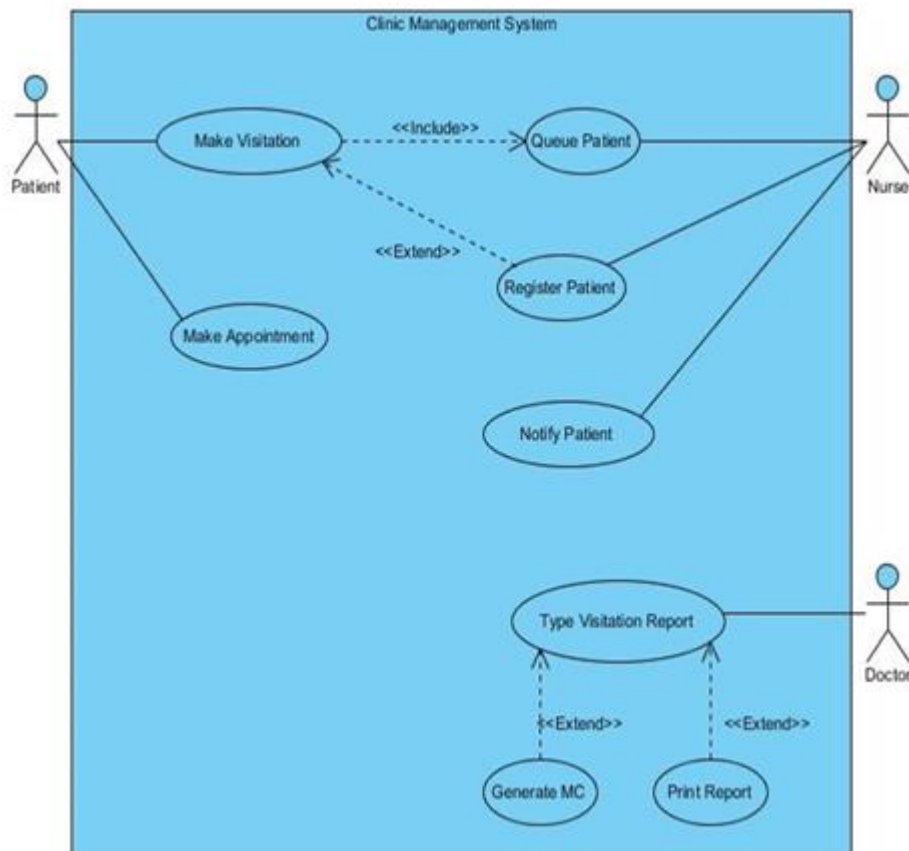 Clinic Management System
Make Visitation
<<Include>>
Queue Patient
Patient
Nurse
<<Extend>>
Register Patient
Make Appointment
Notify Patient
Type Visitation Report
Doctor
<<Extend>>
<<Extend>>
Generate MC
Print Report